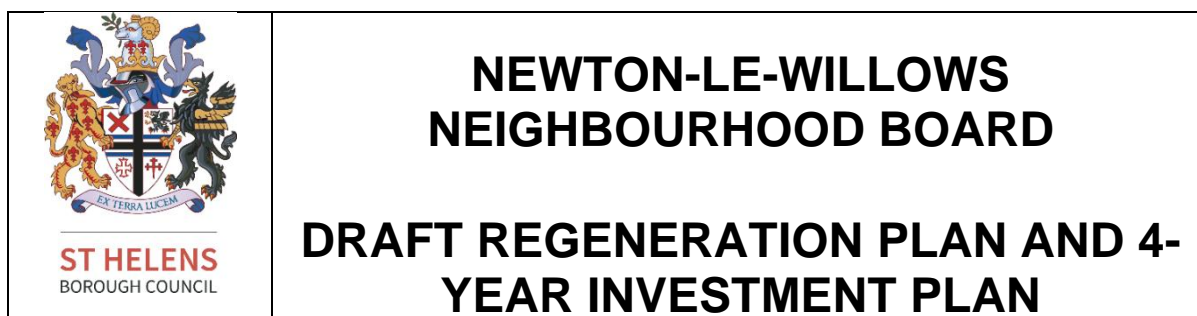 EX TERRA LUCEM
ST HELENS
BOROUGH COUNCIL
NEWTON-LE-WILLOWS
NEIGHBOURHOOD BOARD
DRAFT REGENERATION PLAN AND 4-
YEAR INVESTMENT PLAN